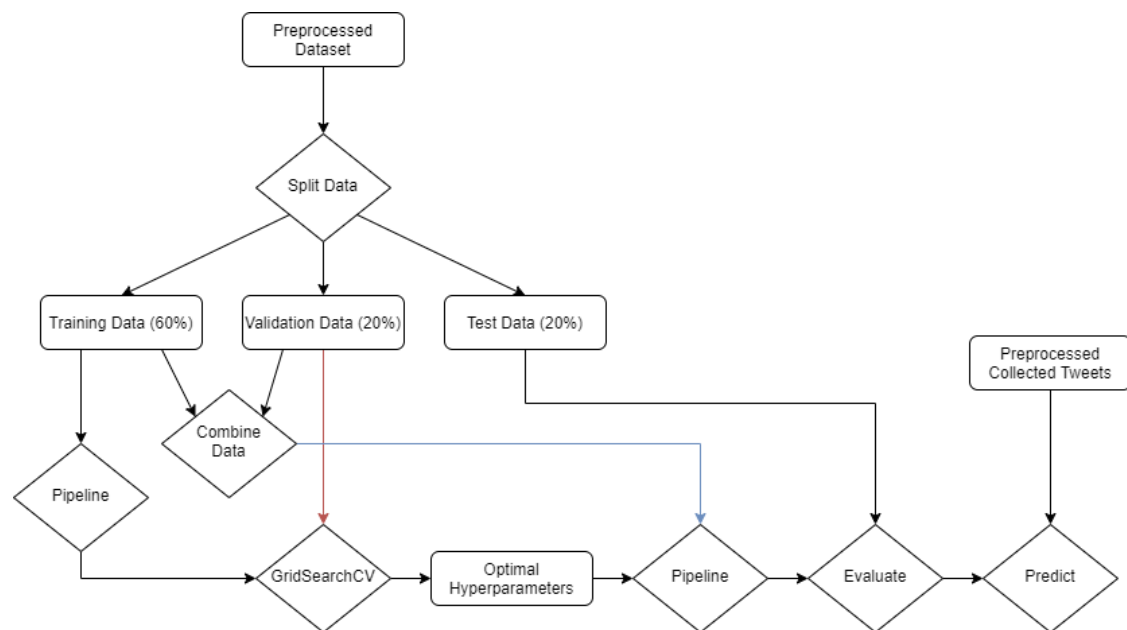 Preprocessed
Dataset
Split Data
Training Data (60%)
Validation Data (20%)
Test Data (20%)
Preprocessed
Collected Tweets
Combine
Data
Pipeline
GridSearchCV
Optimal
Hyperparameters
Pipeline
Evaluate
Predict